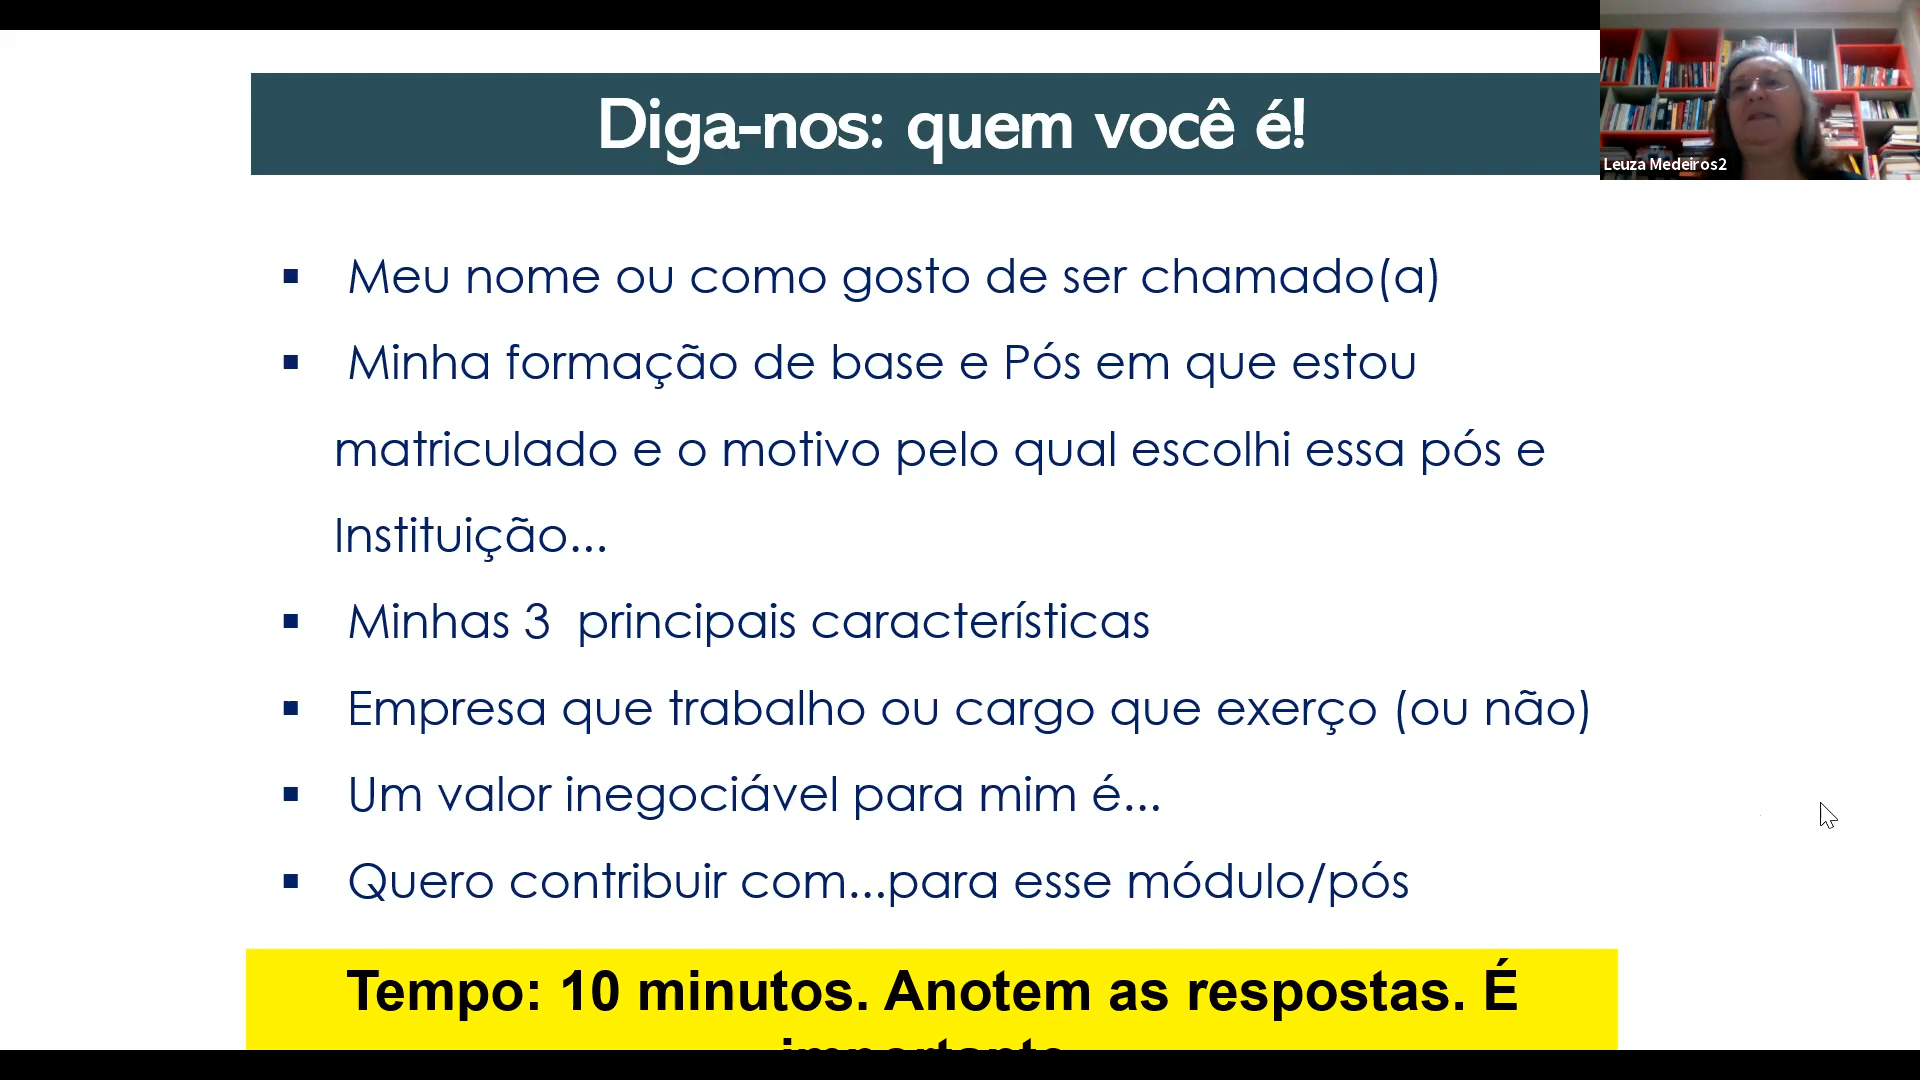 Diga-nos: quem você é!
Leuza Medeiros2
▪ Meu nome ou como gosto de ser chamado(a)
▪ Minha formação de base e Pós em que estou
matriculado e o motivo pelo qual escolhi essa pós e
Instituição...
▪ Minhas 3 principais características
▪ Empresa que trabalho ou cargo que exerço (ou não)
▪ Um valor inegociável para mim é...
▪ Quero contribuir com...para esse módulo/pós
Tempo: 10 minutos. Anotem as respostas. É
importante